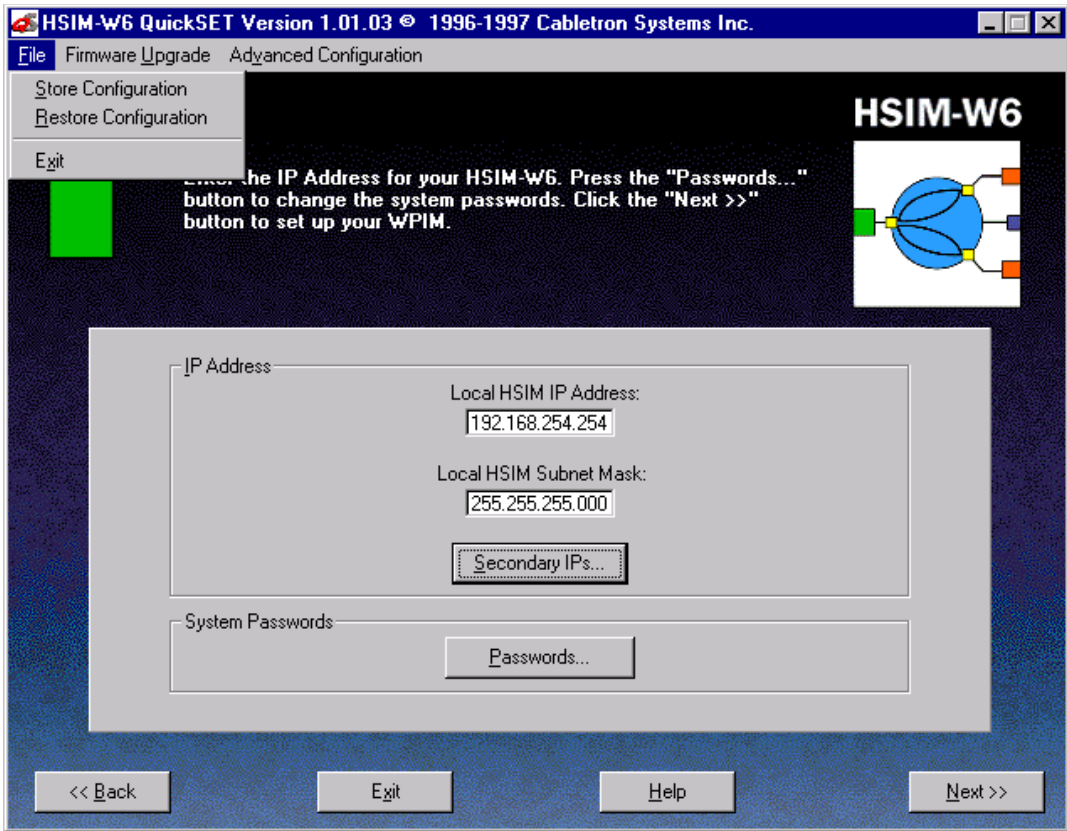 HSIM-W6 QuickSET Version 1.01.03 © 1996-1997 Cabletron Systems Inc.
File Firmware Upgrade Advanced Configuration
Store Configuration
Restore Configuration
Exit
HSIM-W6
the IP Address for your HSIM-W6. Press the "Passwords..."
button to change the system passwords. Click the "Next >>"
button to set up your WPIM.
IP Address
Local HSIM IP Address:
192.168.254.254
Local HSIM Subnet Mask:
255.255.255.000
Secondary IPs...
System Passwords
Passwords...
<< Back
Exit
Help
Next >>